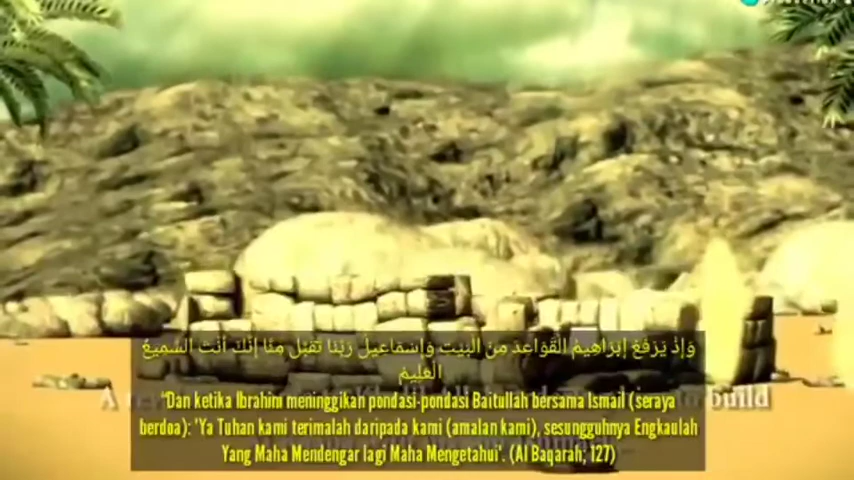 وَإِذْ يَرْفَعُ إِبْرَاهِيمُ الْقَوَاعِدَ مِنَ الْبَيْتِ وَإِسْمَاعِيلُ رَبَّنَا تَقَبَّلْ مِنَّا إِنَّكَ أَنْتَ السَّمِيعُ
الْعَلِيمُ
"Dan ketika Ibrahim meninggikan pondasi-pondasi Baitullah bersama Ismail (seraya
berdoa): 'Ya Tuhan kami terimalah daripada kami (amalan kami), sesungguhnya Engkaulah
Yang Maha Mendengar lagi Maha Mengetahui'. (Al Baqarah; 127)
build